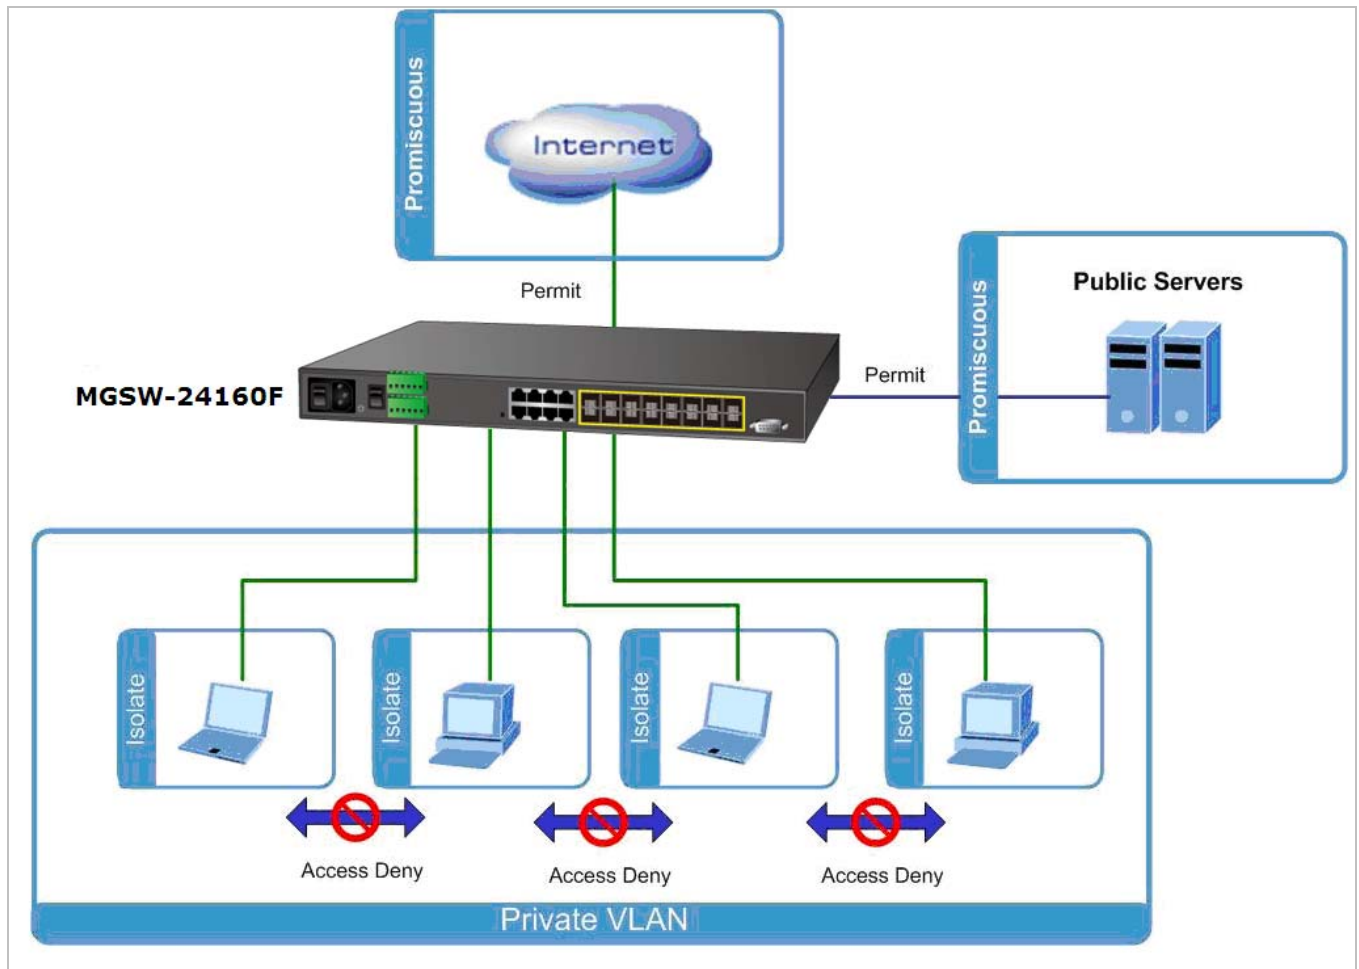 Promiscuous
Internet
Permit
Promiscuous
Public Servers
Permit
MGSW-24160F
Isolate
Isolate
Isolate
Isolate
Access Deny
Access Deny
Access Deny
Private VLAN